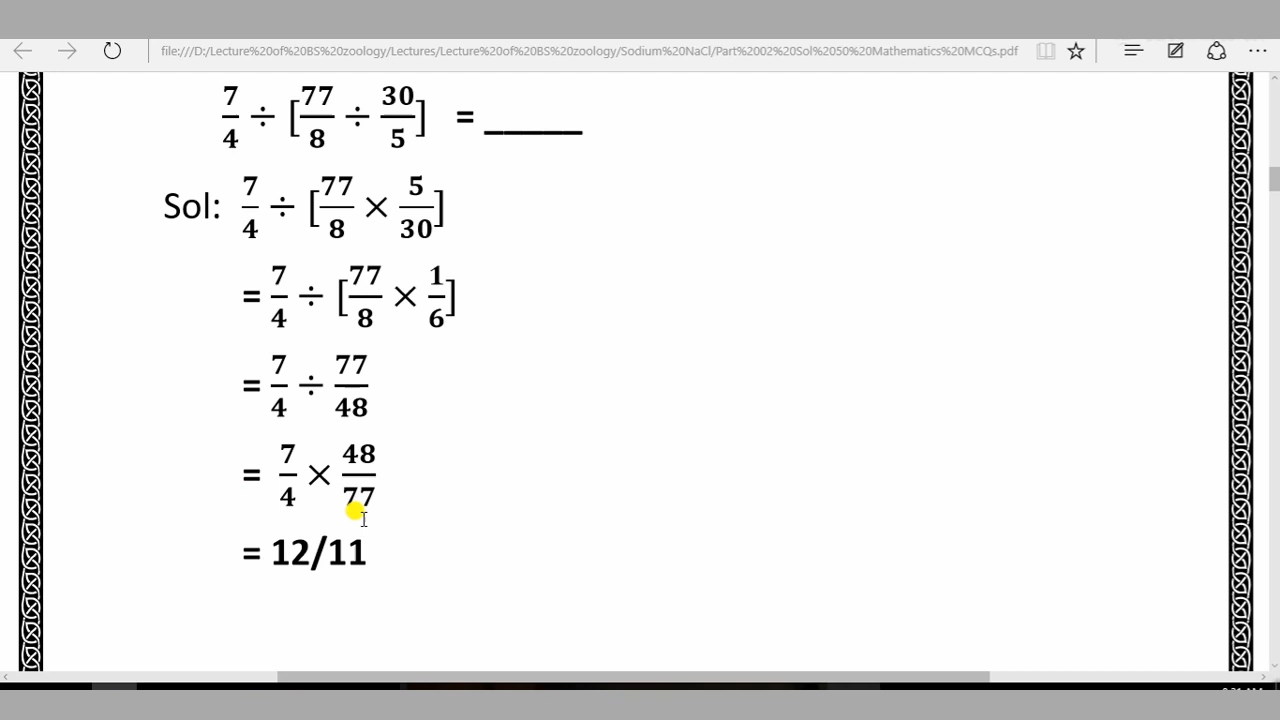 file:///D:/Lecture%20of%20BS%20zoology/Lectures/Lecture%20of%20BS%20zoology/Sodium%20NaCl/Part%2002%20Sol%2050%20Mathematics%20MCQs.pdf
7/4 ÷ [77/8 ÷ 30/5] = _____
Sol: 7/4 ÷ [77/8 × 5/30]
= 7/4 ÷ [77/8 × 1/6]
= 7/4 ÷ 77/48
= 7/4 × 48/77
= 12/11